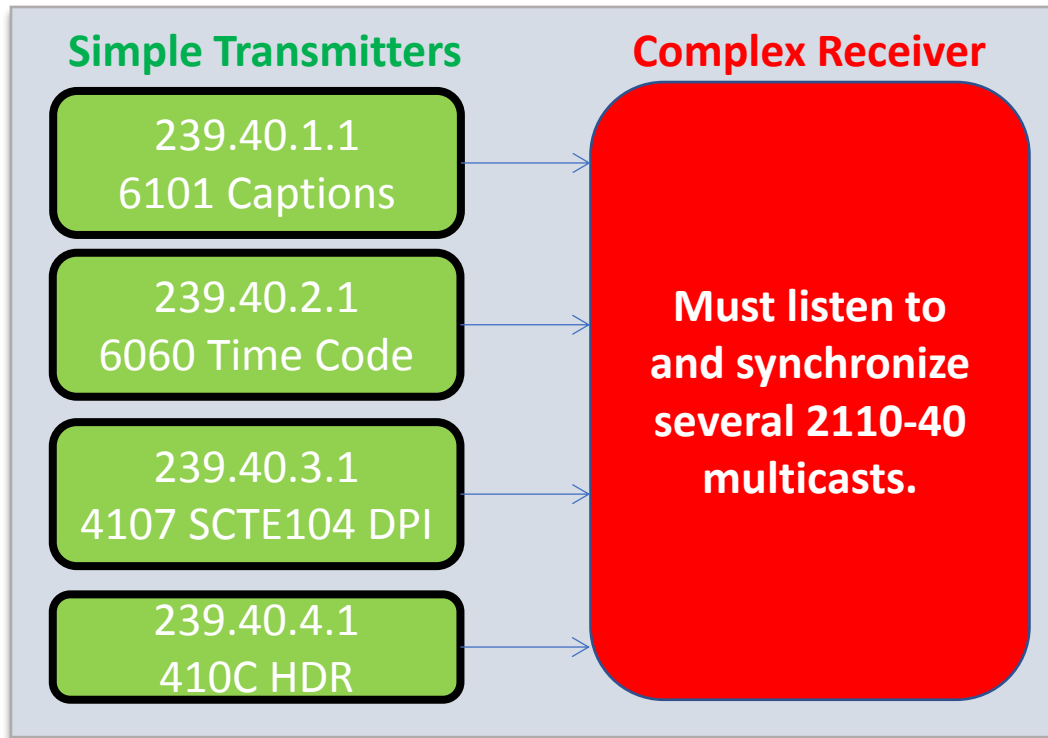 Simple Transmitters
239.40.1.1
6101 Captions
239.40.2.1
6060 Time Code
239.40.3.1
4107 SCTE104 DPI
239.40.4.1
410C HDR
Complex Receiver
Must listen to
and synchronize
several 2110-40
multicasts.